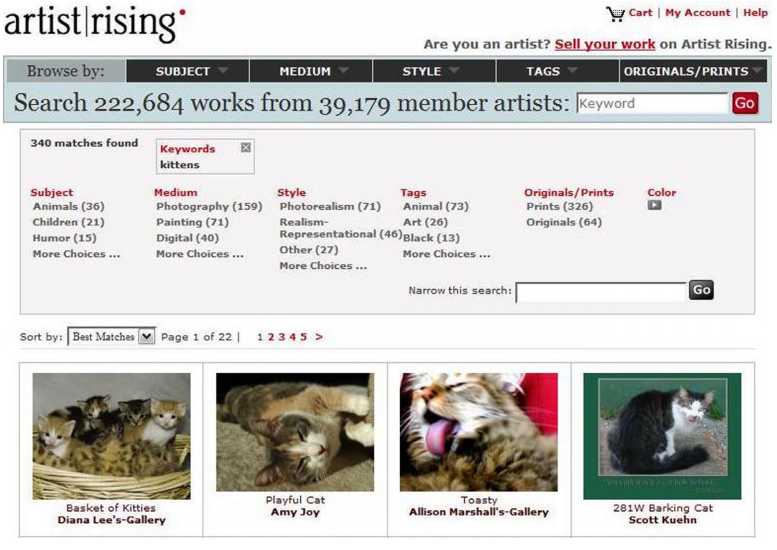 artist|rising•
Cart | My Account | Help
Are you an artist? Sell your work on Artist Rising.
Browse by: SUBJECT MEDIUM STYLE TAGS ORIGINALS/PRINTS
Search 222,684 works from 39,179 member artists: Keyword Go
340 matches found
Keywords
kittens
Subject Medium Style Tags Originals/Prints Color
Animals (36) Photography (159) Photorealism (71) Animal (73) Prints (326)
Children (21) Painting (71) Realism- Art (26) Originals (64)
Representational (46)
Humor (15) Digital (40) Black (13)
Other (27)
More Choices ... More Choices ... More Choices ...
More Choices ...
Narrow this search: Go
Sort by: Best Matches Page 1 of 22 | 1 2 3 4 5 >
Basket of Kitties
Diana Lee's-Gallery
Playful Cat
Amy Joy
Toasty
Allison Marshall's-Gallery
281W Barking Cat
Scott Kuehn